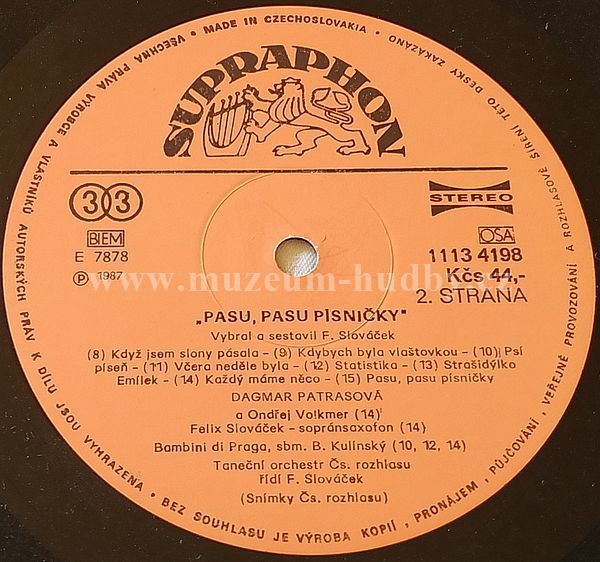 • VŠECHNA PRÁVA VÝROBCE A VLASTNÍKŮ AUTORSKÝCH PRÁV K DÍLU JSOU VYHRAZENA • BEZ SOUHLASU JE VÝROBA KOPIÍ, PRONÁJEM, PŮJČOVÁNÍ, VEŘEJNÉ PROVOZOVÁNÍ A ROZHLASOVÉ ŠÍŘENÍ TÉTO DESKY ZAKÁZÁNO • MADE IN CZECHOSLOVAKIA
SUPRAPHON
33
STEREO
BIEM
OSA
E 7878
1113 4198
Ⓟ 1987
Kčs 44,-
www.muzeum-hudby.cz
2. STRANA
„PASU, PASU PÍSNIČKY"
Vybral a sestavil F. Slováček
(8) Když jsem slony pásala – (9) Kdybych byla vlaštovkou – (10) Psí
píseň – (11) Včera neděle byla – (12) Statistika – (13) Strašidýlko
Emílek – (14) Každý máme něco – (15) Pasu, pasu písničky
DAGMAR PATRASOVÁ
a Ondřej Volkmer (14)
Felix Slováček - sopránsaxofon (14)
Bambini di Praga, sbm. B. Kulínský (10, 12, 14)
Taneční orchestr Čs. rozhlasu
řídí F. Slováček
(Snímky Čs. rozhlasu)